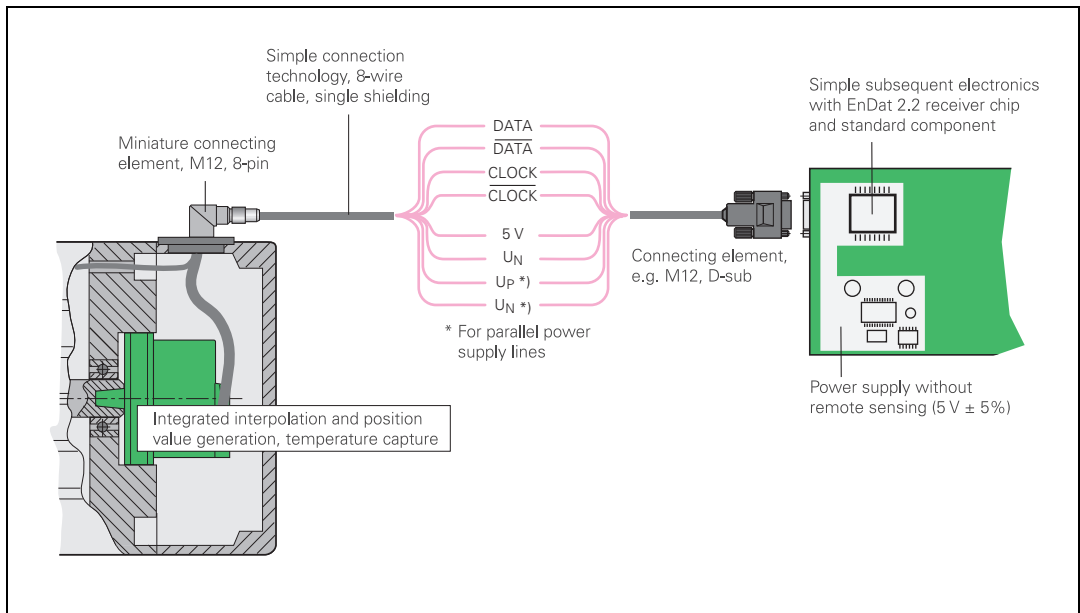 Simple connection
technology, 8-wire
cable, single shielding
Miniature connecting
element, M12, 8-pin
DATA
D̅A̅T̅A̅
CLOCK
C̅L̅O̅C̅K̅
5 V
UN
UP *)
UN *)
* For parallel power
supply lines
Connecting element,
e.g. M12, D-sub
Simple subsequent electronics
with EnDat 2.2 receiver chip
and standard component
Power supply without
remote sensing (5 V ± 5%)
Integrated interpolation and position
value generation, temperature capture